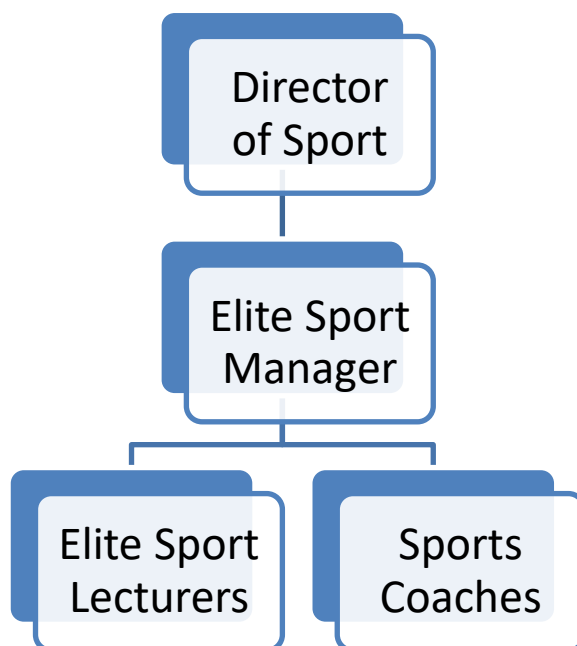 Director
of Sport
Elite Sport
Manager
Elite Sport
Lecturers
Sports
Coaches